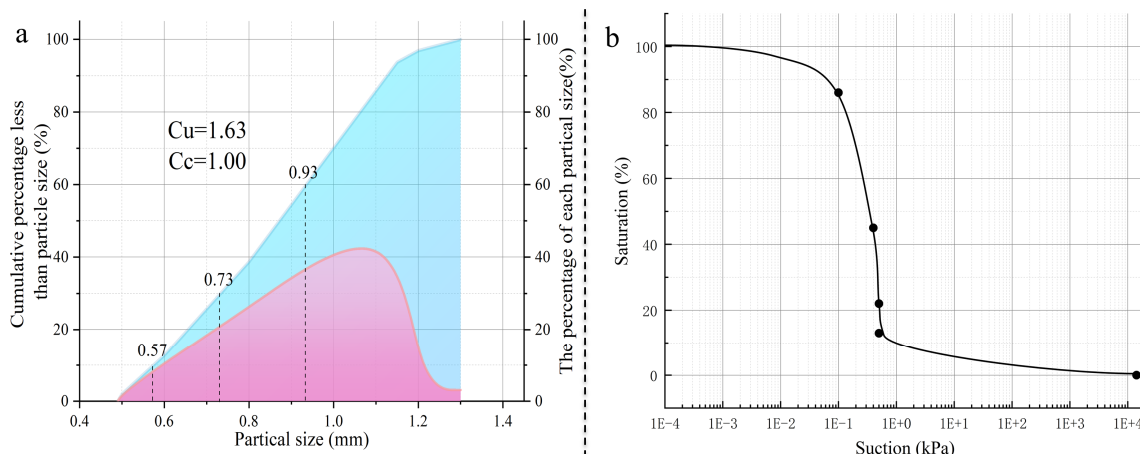 a
Cumulative percentage less
than particle size (%)
100
80
60
40
20
0
Cu=1.63
Cc=1.00
0.57
0.73
0.93
0.4
0.6
0.8
1.0
1.2
1.4
Partical size (mm)
100
80
60
40
20
0
The percentage of each partical size(%)
b
Saturation (%)
100
80
60
40
20
0
1E-4
1E-3
1E-2
1E-1
1E+0
1E+1
1E+2
1E+3
1E+4
Suction (kPa)